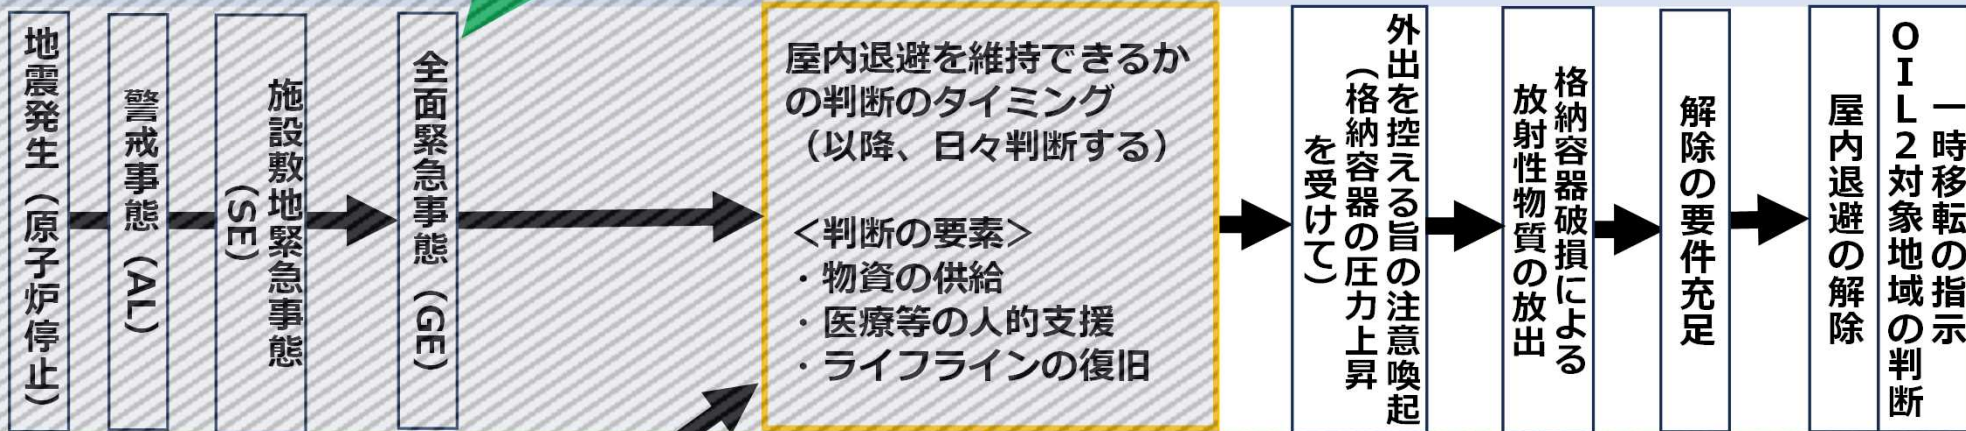 地震発生（原子炉停止）
警戒事態（AL）
施設敷地緊急事態
（SE）
全面緊急事態（GE）
屋内退避を維持できるか
の判断のタイミング
（以降、日々判断する）
＜判断の要素＞
・物資の供給
・医療等の人的支援
・ライフラインの復旧
外出を控える旨の注意喚起
（格納容器の圧力上昇
を受けて）
格納容器破損による
放射性物質の放出
解除の要件充足
屋内退避の解除
一時移転の指示
OIL2対象地域の判断